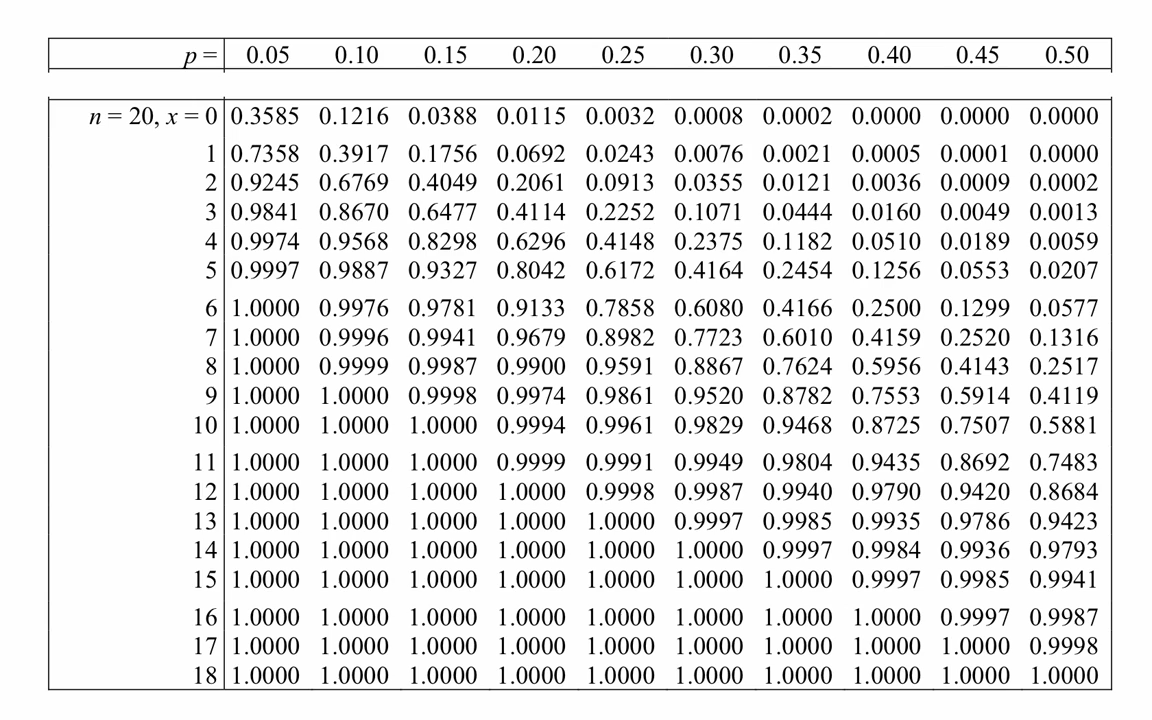 p = 0.05 0.10 0.15 0.20 0.25 0.30 0.35 0.40 0.45 0.50
n = 20, x = 0 0.3585 0.1216 0.0388 0.0115 0.0032 0.0008 0.0002 0.0000 0.0000 0.0000
1 0.7358 0.3917 0.1756 0.0692 0.0243 0.0076 0.0021 0.0005 0.0001 0.0000
2 0.9245 0.6769 0.4049 0.2061 0.0913 0.0355 0.0121 0.0036 0.0009 0.0002
3 0.9841 0.8670 0.6477 0.4114 0.2252 0.1071 0.0444 0.0160 0.0049 0.0013
4 0.9974 0.9568 0.8298 0.6296 0.4148 0.2375 0.1182 0.0510 0.0189 0.0059
5 0.9997 0.9887 0.9327 0.8042 0.6172 0.4164 0.2454 0.1256 0.0553 0.0207
6 1.0000 0.9976 0.9781 0.9133 0.7858 0.6080 0.4166 0.2500 0.1299 0.0577
7 1.0000 0.9996 0.9941 0.9679 0.8982 0.7723 0.6010 0.4159 0.2520 0.1316
8 1.0000 0.9999 0.9987 0.9900 0.9591 0.8867 0.7624 0.5956 0.4143 0.2517
9 1.0000 1.0000 0.9998 0.9974 0.9861 0.9520 0.8782 0.7553 0.5914 0.4119
10 1.0000 1.0000 1.0000 0.9994 0.9961 0.9829 0.9468 0.8725 0.7507 0.5881
11 1.0000 1.0000 1.0000 0.9999 0.9991 0.9949 0.9804 0.9435 0.8692 0.7483
12 1.0000 1.0000 1.0000 1.0000 0.9998 0.9987 0.9940 0.9790 0.9420 0.8684
13 1.0000 1.0000 1.0000 1.0000 1.0000 0.9997 0.9985 0.9935 0.9786 0.9423
14 1.0000 1.0000 1.0000 1.0000 1.0000 1.0000 0.9997 0.9984 0.9936 0.9793
15 1.0000 1.0000 1.0000 1.0000 1.0000 1.0000 1.0000 0.9997 0.9985 0.9941
16 1.0000 1.0000 1.0000 1.0000 1.0000 1.0000 1.0000 1.0000 0.9997 0.9987
17 1.0000 1.0000 1.0000 1.0000 1.0000 1.0000 1.0000 1.0000 1.0000 0.9998
18 1.0000 1.0000 1.0000 1.0000 1.0000 1.0000 1.0000 1.0000 1.0000 1.0000